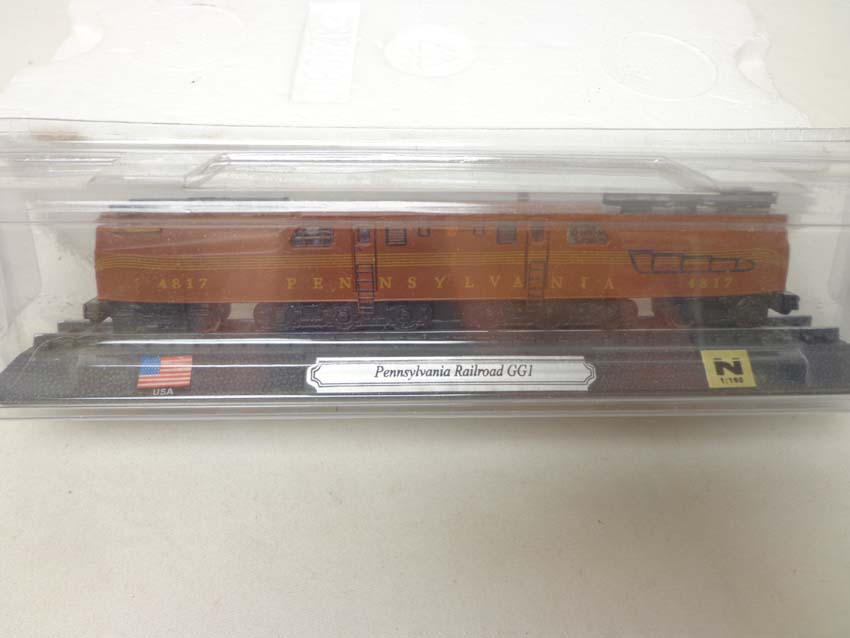 4817 PENNSYLVANIA 4817
USA
Pennsylvania Railroad GG1
N
1:160